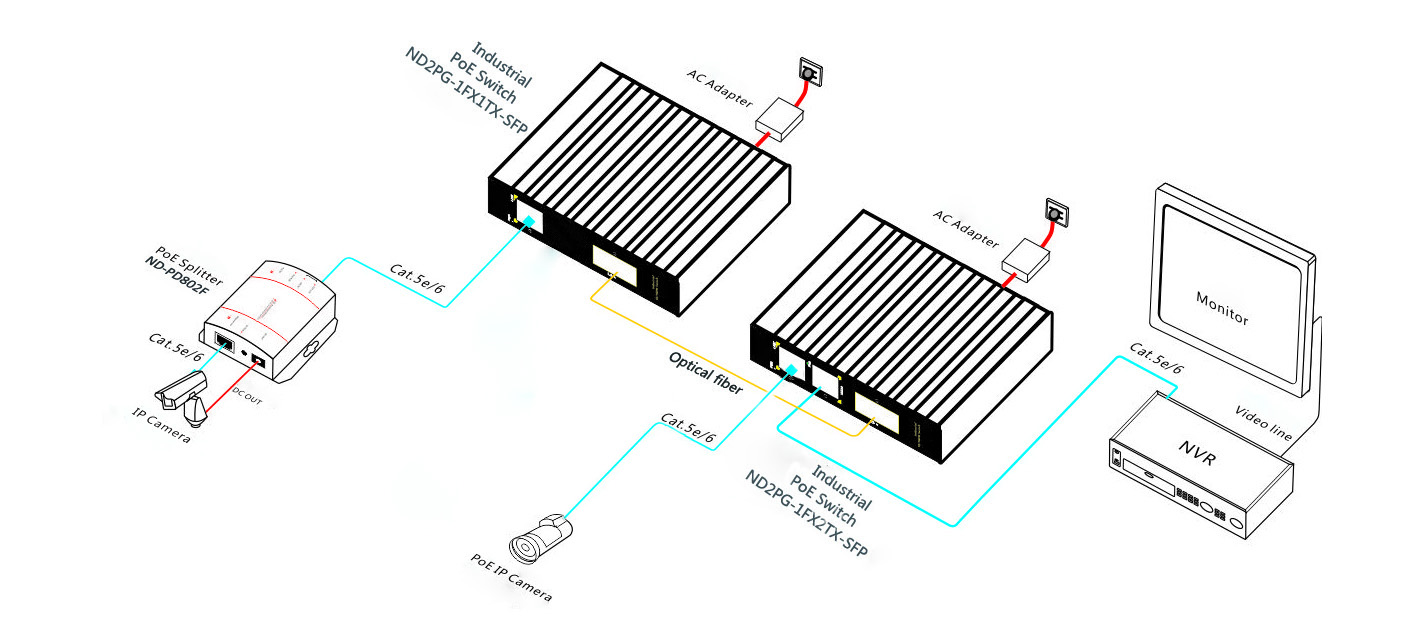 Industrial
PoE Switch
ND2PG-1FX1TX-SFP
AC Adapter
AC Adapter
PoE Splitter
ND-PD802F
Cat.5e/6
Cat.5e/6
DC OUT
IP Camera
Optical fiber
Cat.5e/6
PoE IP Camera
Industrial
PoE Switch
ND2PG-1FX2TX-SFP
Monitor
Cat.5e/6
Video line
NVR